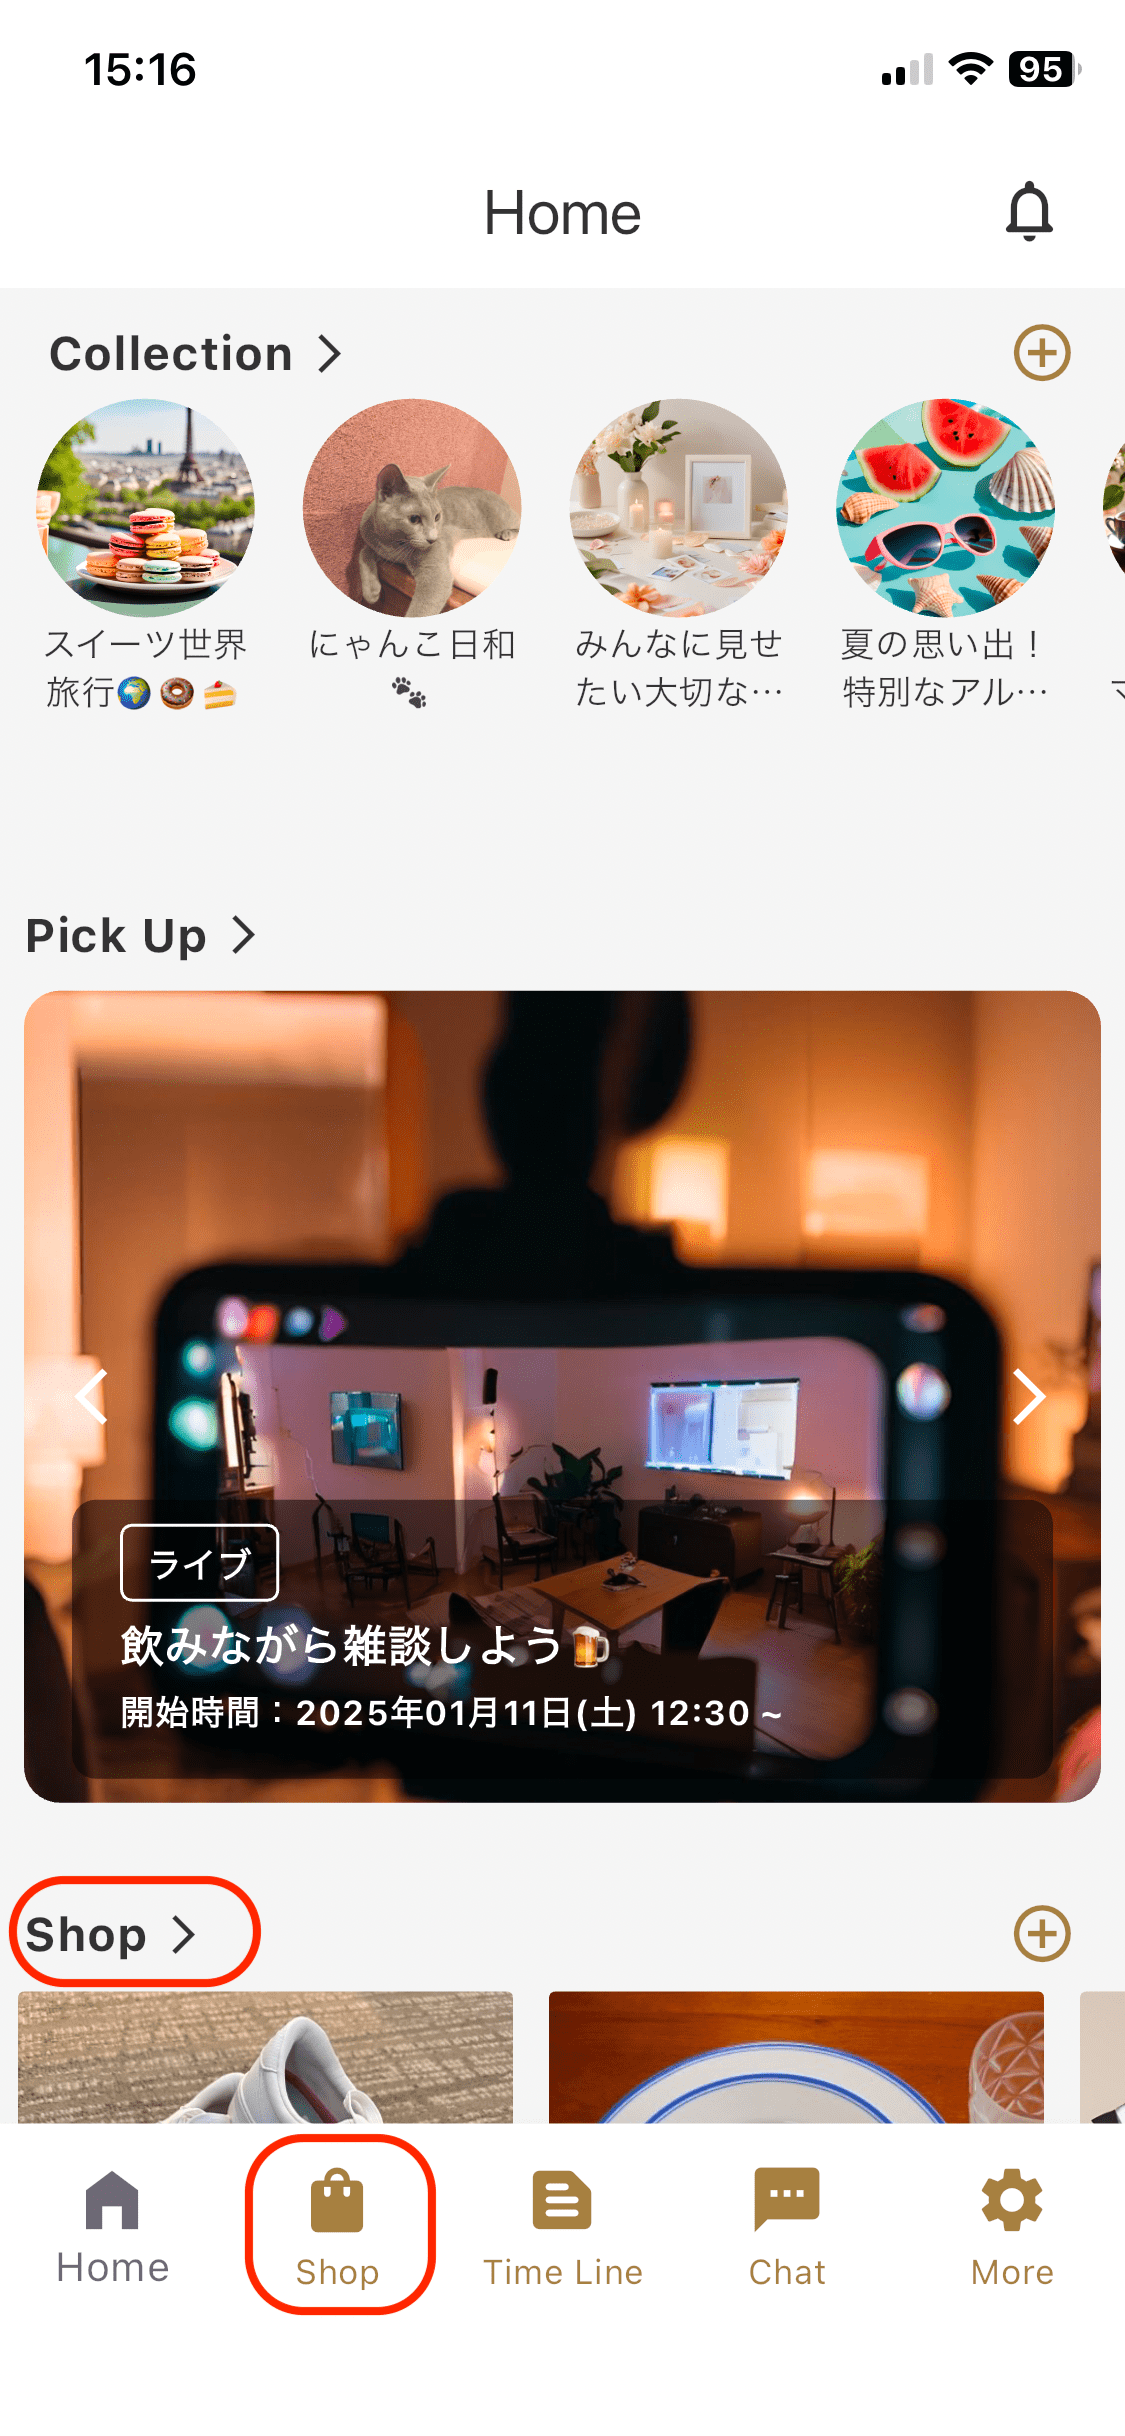 15:16
95
Home
Collection
スイーツ世界
旅行🌍🍩🍰
にゃんこ日和
🐾
みんなに見せ
たい大切な…
夏の思い出！
特別なアル…
Pick Up
ライブ
飲みながら雑談しよう🍺
開始時間：2025年01月11日(土) 12:30 ~
Shop
Home
Shop
Time Line
Chat
More